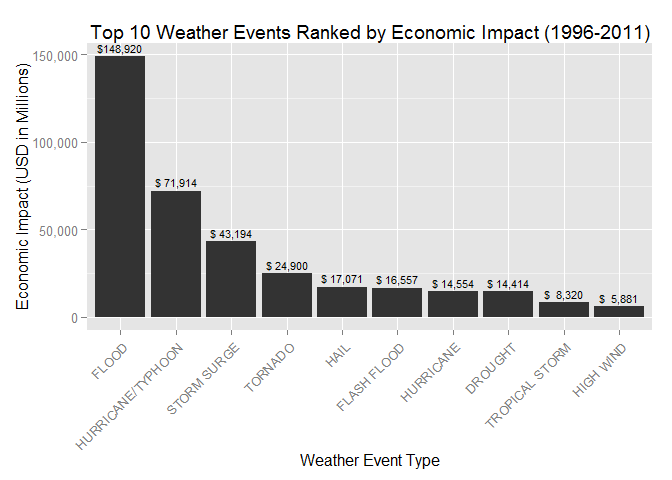 Top 10 Weather Events Ranked by Economic Impact (1996-2011)
Economic Impact (USD in Millions)
150,000
100,000
50,000
0
$148,920
$ 71,914
$ 43,194
$ 24,900
$ 17,071
$ 16,557
$ 14,554
$ 14,414
$  8,320
$  5,881
FLOOD
HURRICANE/TYPHOON
STORM SURGE
TORNADO
HAIL
FLASH FLOOD
HURRICANE
DROUGHT
TROPICAL STORM
HIGH WIND
Weather Event Type